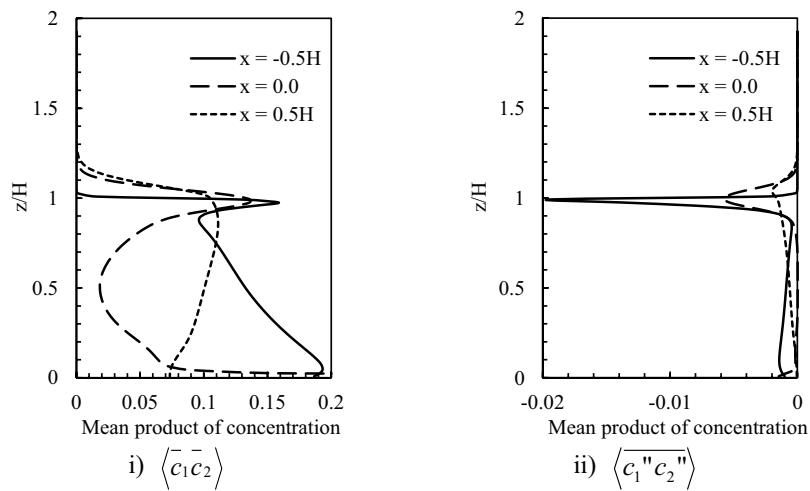 2
1.5
1
0.5
0
z/H
x = -0.5H
x = 0.0
x = 0.5H
0 0.05 0.1 0.15 0.2
Mean product of concentration
i) ⟨c̄₁c̄₂⟩
2
1.5
1
0.5
0
z/H
x = -0.5H
x = 0.0
x = 0.5H
-0.02 -0.01 0
Mean product of concentration
ii) ⟨\overline{c₁"c₂"}⟩